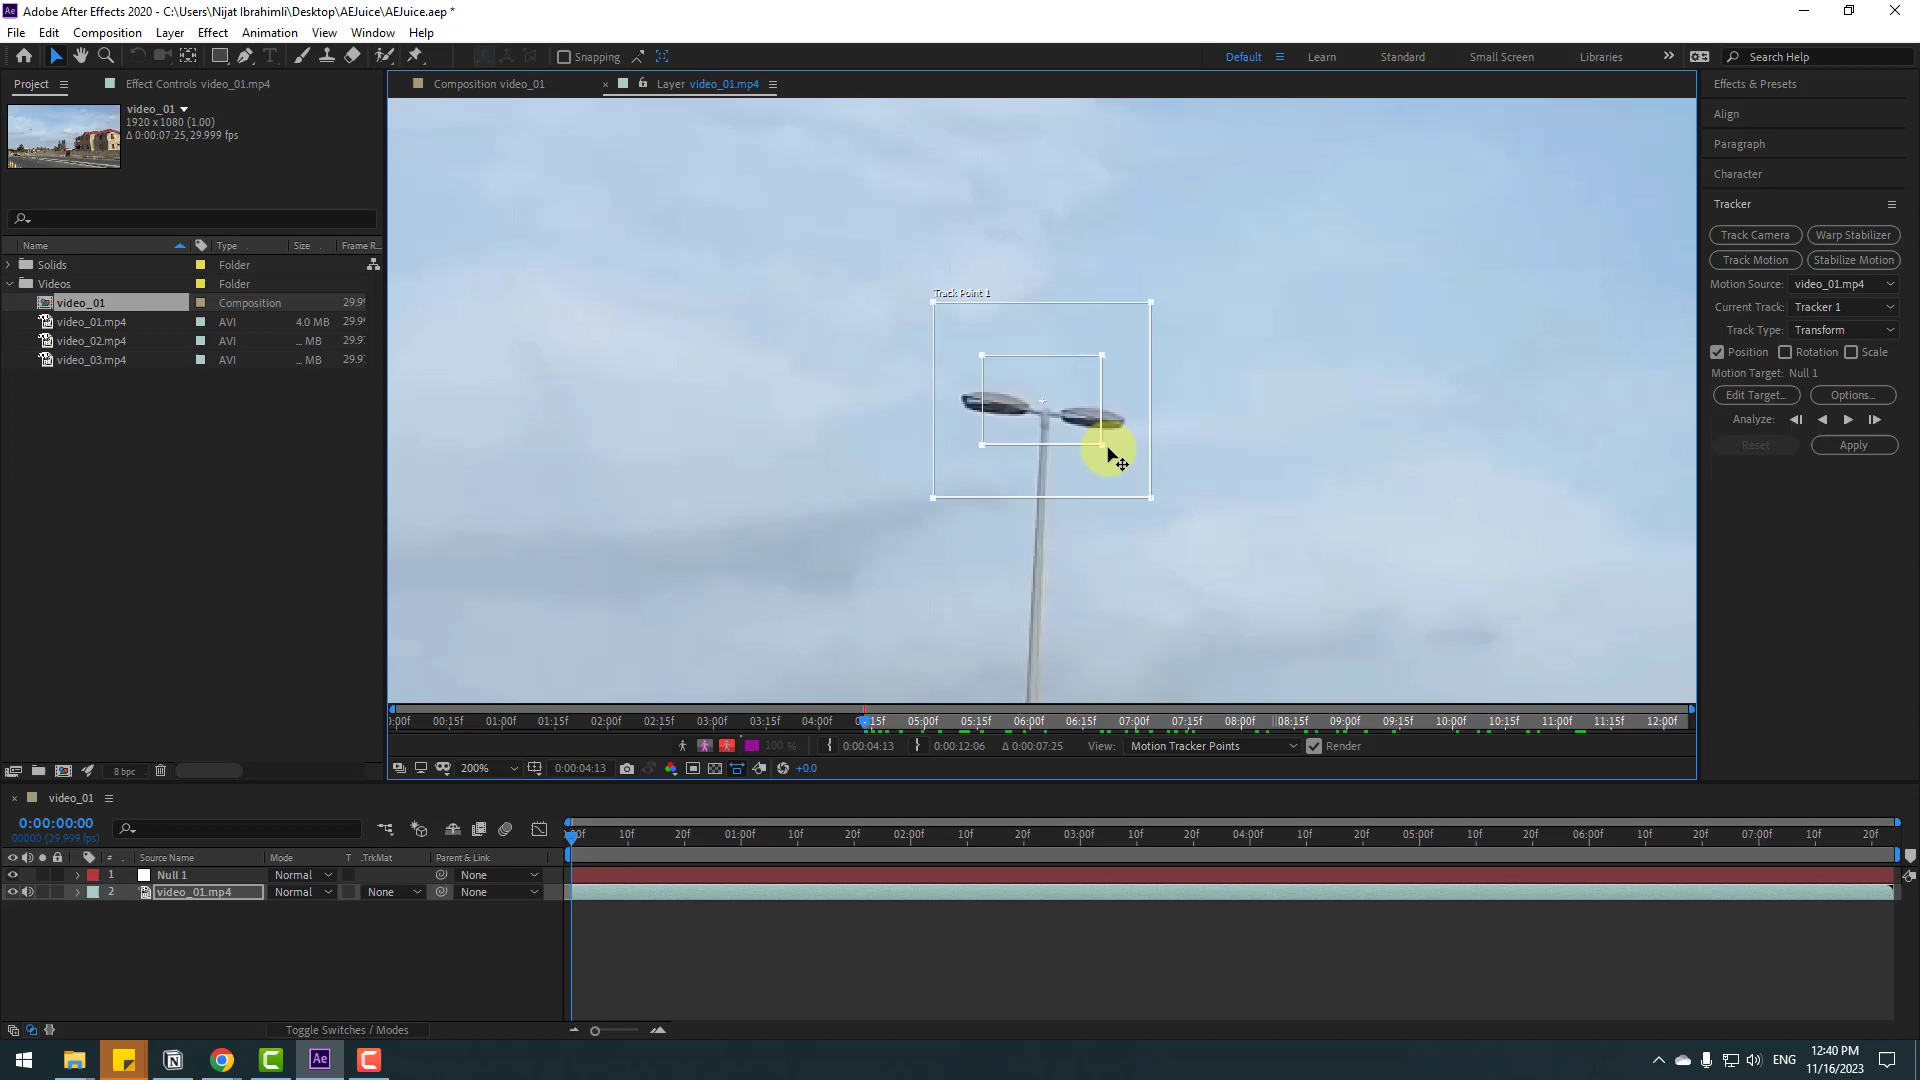 Adobe After Effects 2020 - C:\Users\Nijat Ibrahimli\Desktop\AEJuice\AEJuice.aep *
File Edit Composition Layer Effect Animation View Window Help
Snapping
Default Learn Standard Small Screen Libraries Search Help
Project Effect Controls video_01.mp4
Composition video_01
Layer video_01.mp4
video_01
1920 x 1080 (1.00)
Δ 0:00:07:25, 29.999 fps
Name Type Size Frame R...
Solids Folder
Videos Folder
video_01 Composition 29.9
video_01.mp4 AVI 4.0 MB 29.9
video_02.mp4 AVI ... MB 29.9
video_03.mp4 AVI ... MB 29.9
Track Point 1
Effects & Presets
Align
Paragraph
Character
Tracker
Track Camera Warp Stabilizer
Track Motion Stabilize Motion
Motion Source: video_01.mp4
Current Track: Tracker 1
Track Type: Transform
Position Rotation Scale
Motion Target: Null 1
Edit Target... Options...
Analyze:
Reset Apply
:00f 00:15f 01:00f 01:15f 02:00f 02:15f 03:00f 03:15f 04:00f 05:00f 05:15f 06:00f 06:15f 07:00f 07:15f 08:00f 08:15f 09:00f 09:15f 10:00f 10:15f 11:00f 11:15f 12:00f
100 % 0:00:04:13 0:00:12:06 Δ 0:00:07:25 View: Motion Tracker Points Render
8 bpc 200% 0:00:04:13 +0.0
video_01
0:00:00:00
00000 (29.999 fps)
:00f 10f 20f 01:00f 10f 20f 02:00f 10f 20f 03:00f 10f 20f 04:00f 10f 20f 05:00f 10f 20f 06:00f 10f 20f 07:00f 10f 20f
# Source Name Mode T .TrkMat Parent & Link
1 Null 1 Normal None
2 video_01.mp4 Normal None None
Toggle Switches / Modes
ENG
12:40 PM
11/16/2023